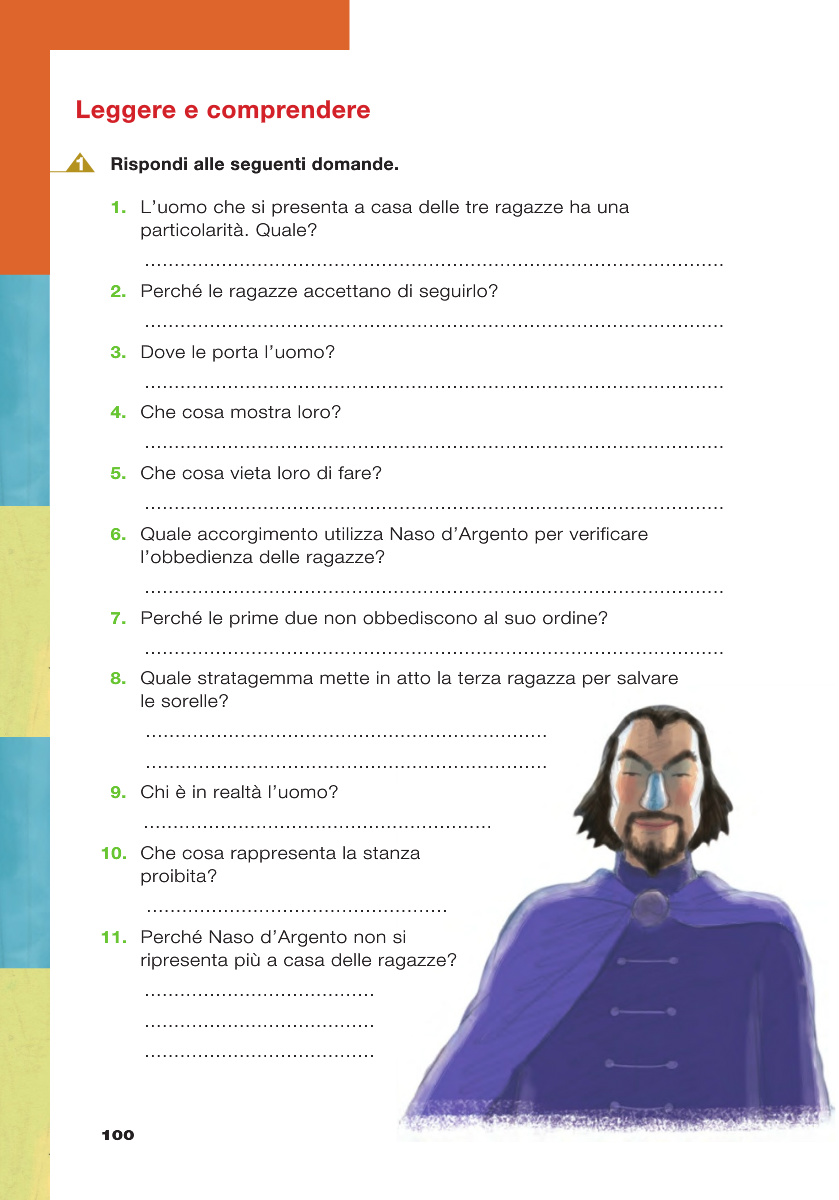 Leggere e comprendere
1 Rispondi alle seguenti domande.
1. L'uomo che si presenta a casa delle tre ragazze ha una
particolarità. Quale?
2. Perché le ragazze accettano di seguirlo?
3. Dove le porta l'uomo?
4. Che cosa mostra loro?
5. Che cosa vieta loro di fare?
6. Quale accorgimento utilizza Naso d'Argento per verificare
l'obbedienza delle ragazze?
7. Perché le prime due non obbediscono al suo ordine?
8. Quale stratagemma mette in atto la terza ragazza per salvare
le sorelle?
9. Chi è in realtà l'uomo?
10. Che cosa rappresenta la stanza
proibita?
11. Perché Naso d'Argento non si
ripresenta più a casa delle ragazze?
100